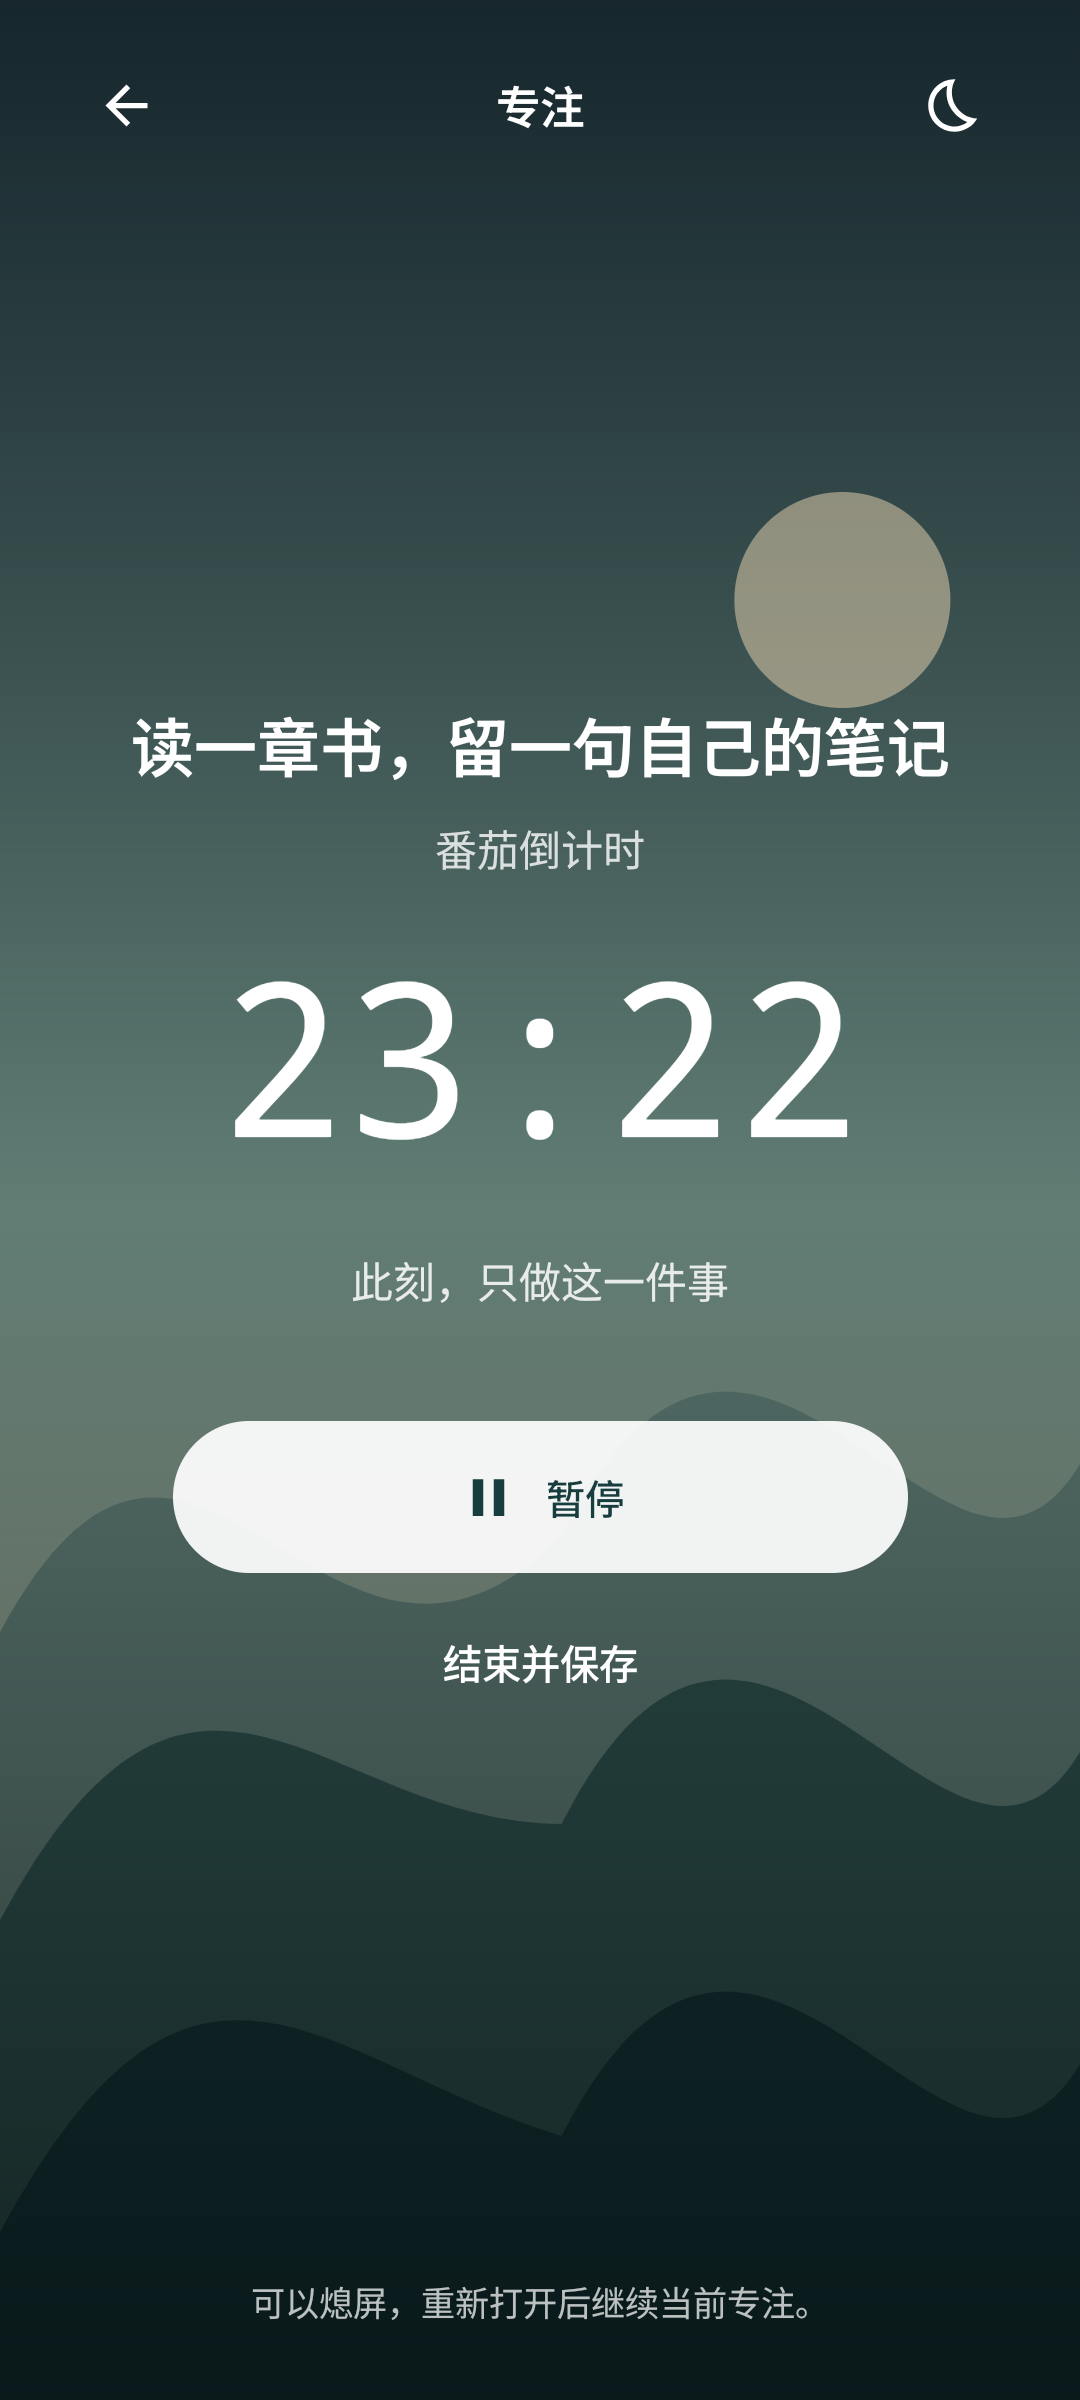 专注
读一章书，留一句自己的笔记
番茄倒计时
23:22
此刻，只做这一件事
暂停
结束并保存
可以熄屏，重新打开后继续当前专注。